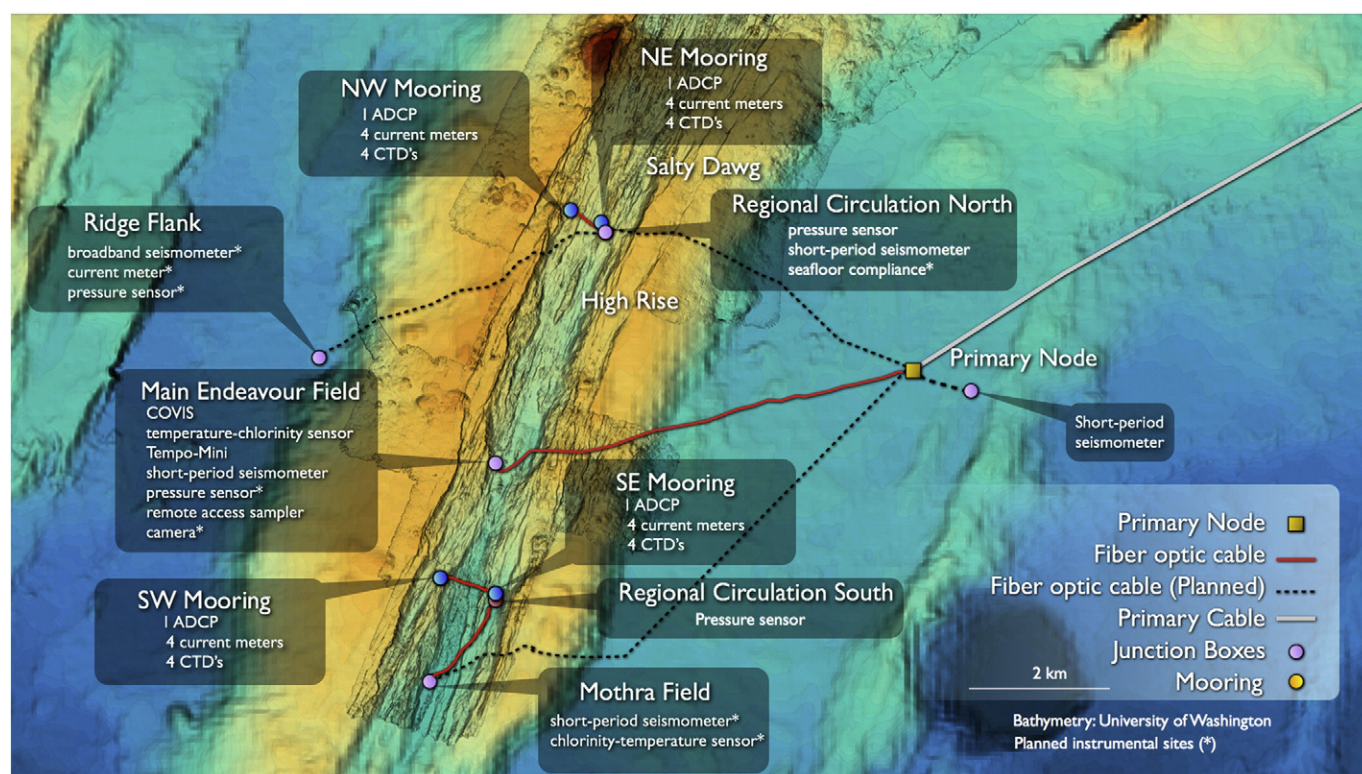 NE Mooring
1 ADCP
4 current meters
4 CTD's
NW Mooring
1 ADCP
4 current meters
4 CTD's
Salty Dawg
Regional Circulation North
pressure sensor
short-period seismometer
seafloor compliance*
Ridge Flank
broadband seismometer*
current meter*
pressure sensor*
High Rise
Primary Node
Main Endeavour Field
COVIS
temperature-chlorinity sensor
Tempo-Mini
short-period seismometer
pressure sensor*
remote access sampler
camera*
Short-period
seismometer
SE Mooring
1 ADCP
4 current meters
4 CTD's
SW Mooring
1 ADCP
4 current meters
4 CTD's
Regional Circulation South
Pressure sensor
Mothra Field
short-period seismometer*
chlorinity-temperature sensor*
Primary Node
Fiber optic cable
Fiber optic cable (Planned)
Primary Cable
Junction Boxes
Mooring
2 km
Bathymetry: University of Washington
Planned instrumental sites (*)